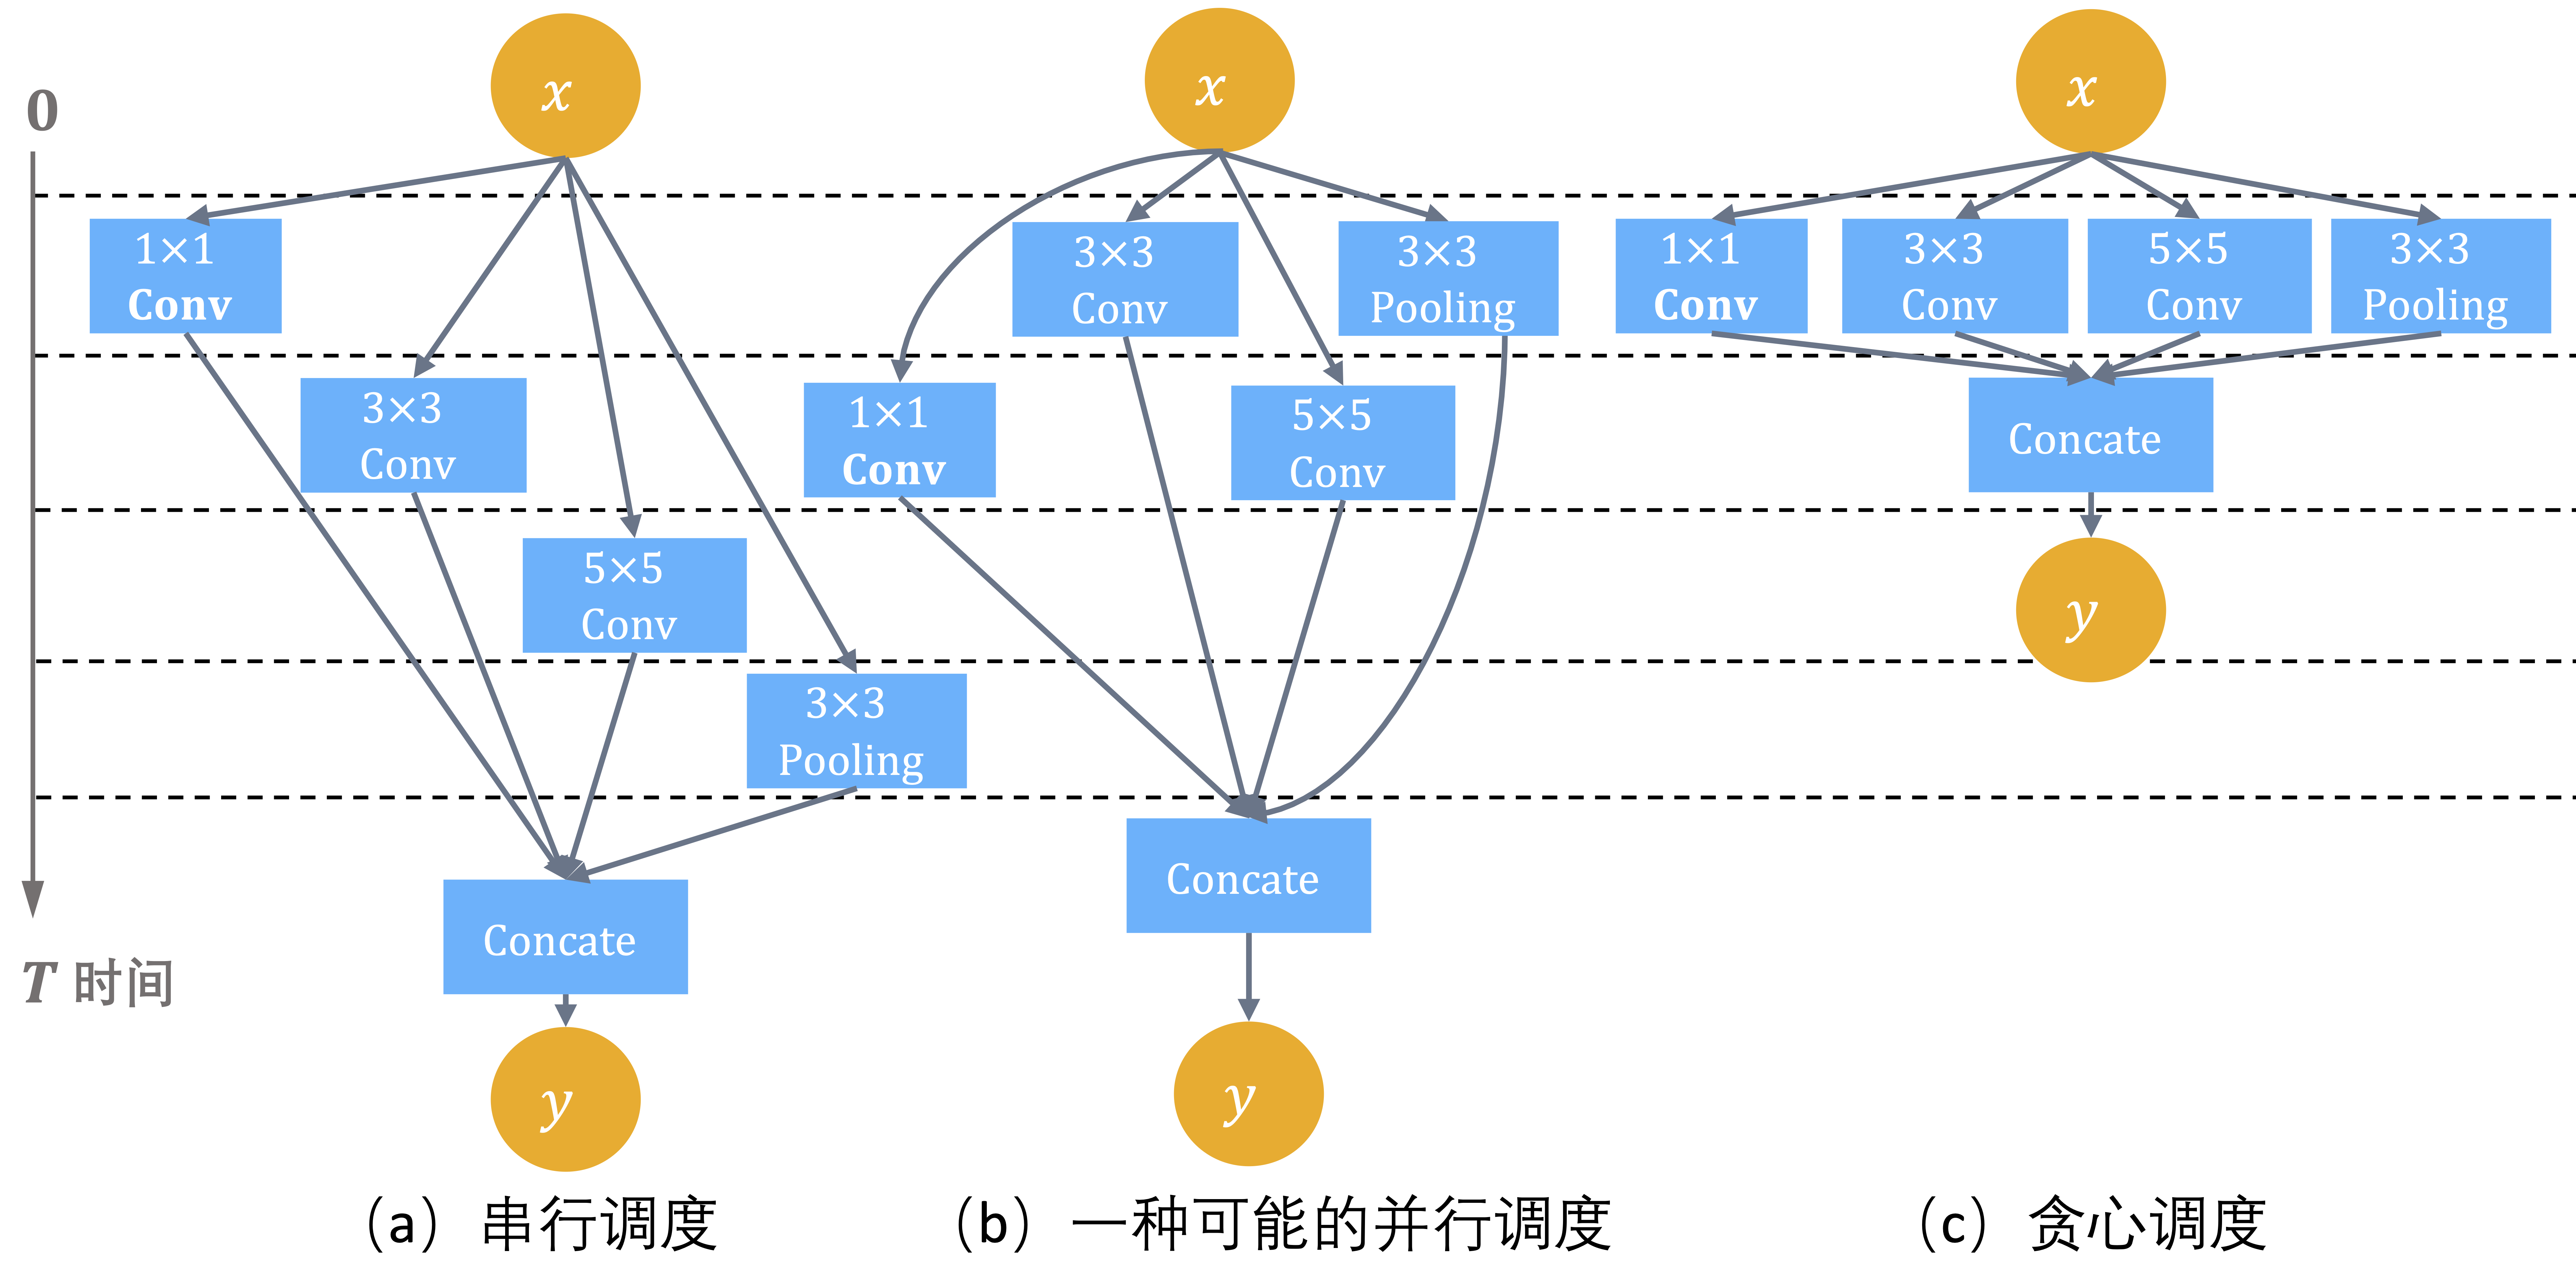 0
T 时间
x
1×1
Conv
3×3
Conv
5×5
Conv
3×3
Pooling
Concate
y
(a) 串行调度
x
3×3
Conv
3×3
Pooling
1×1
Conv
5×5
Conv
Concate
y
(b) 一种可能的并行调度
x
1×1
Conv
3×3
Conv
5×5
Conv
3×3
Pooling
Concate
y
(c) 贪心调度